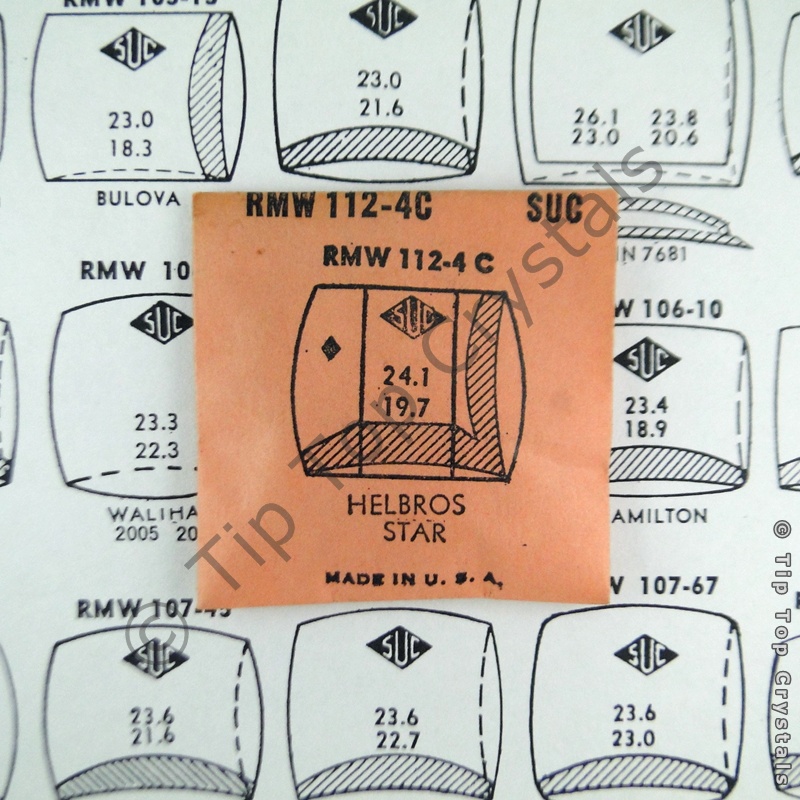 SUC
23.0
18.3
BULOVA
SUC
23.0
21.6
SUC
26.1 23.8
23.0 20.6
7681
RMW 112-4C SUC
RMW 112-4 C
SUC
24.1
19.7
HELBROS
STAR
MADE IN U. S. A.
RMW 10
SUC
23.3
22.3
2005 20
W 106-10
SUC
23.4
18.9
AMILTON
RMW 107-45
SUC
23.6
21.6
SUC
23.6
22.7
W 107-67
SUC
23.6
23.0
© Tip Top Crystals
© Tip Top Crystals